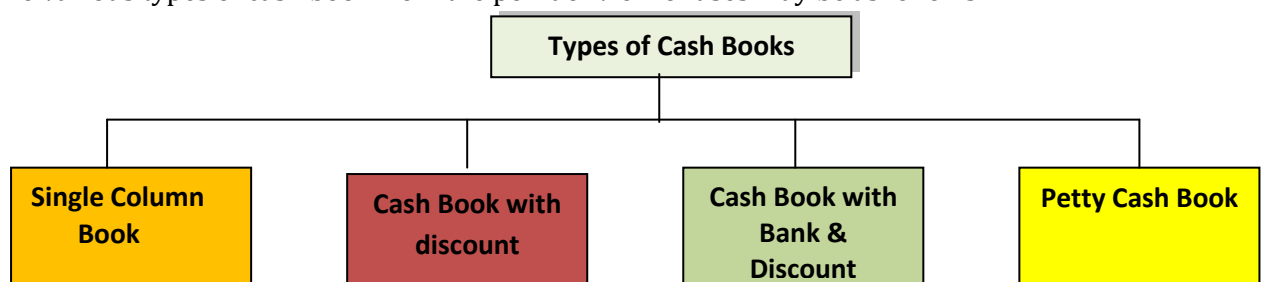 Types of Cash Books
Single Column
Book
Cash Book with
discount
Cash Book with
Bank &
Discount
Petty Cash Book